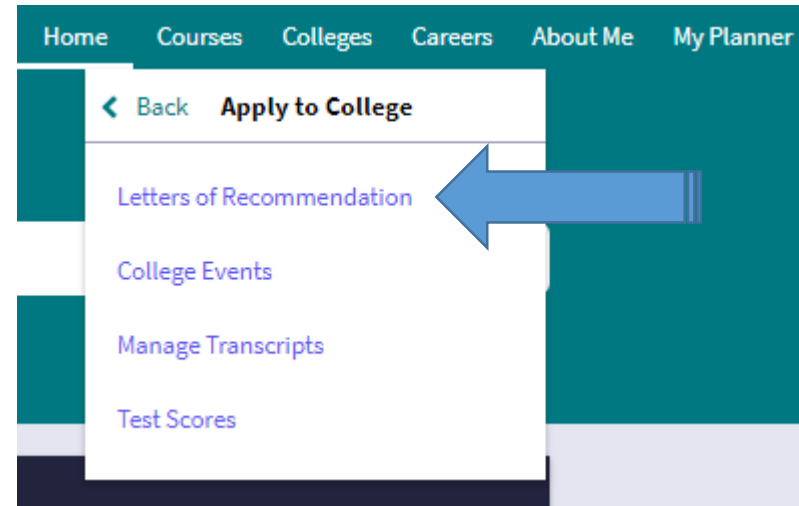 Home Courses Colleges Careers About Me My Planner
Back Apply to College
Letters of Recommendation
College Events
Manage Transcripts
Test Scores